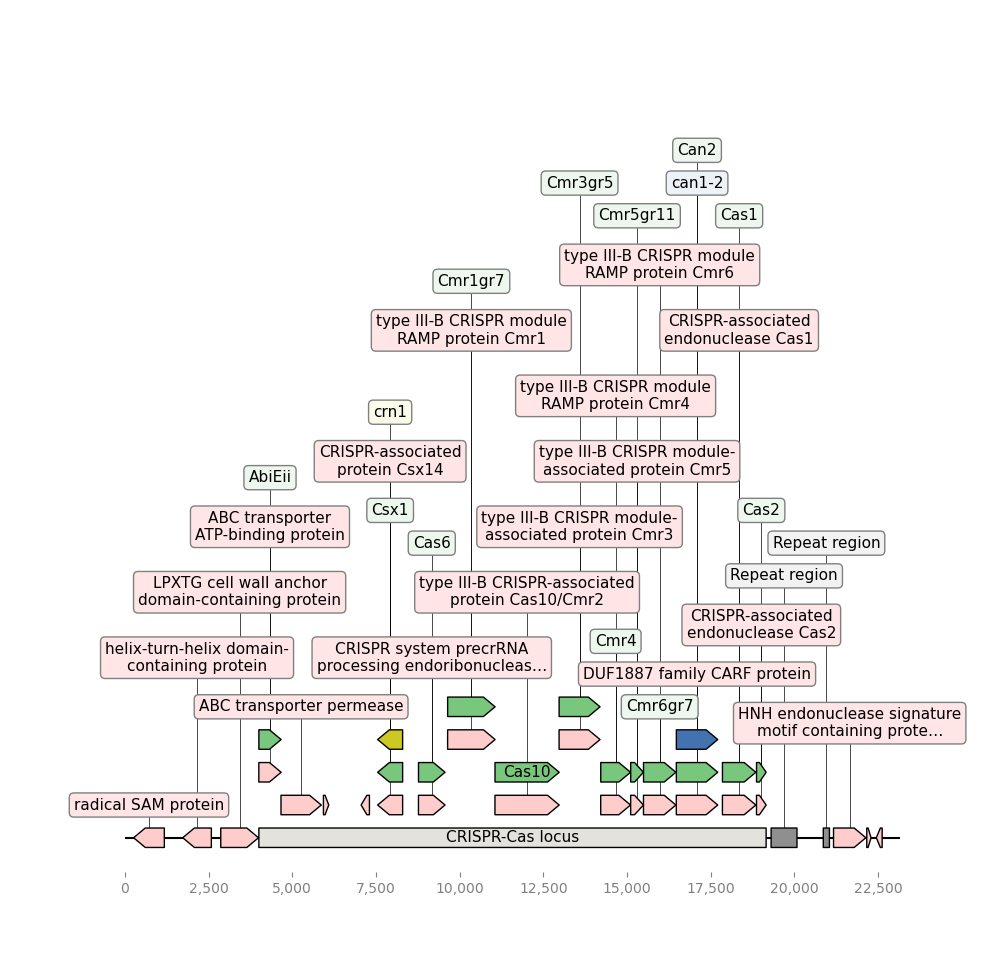 Can2
Cmr3gr5
can1-2
Cmr5gr11
Cas1
type III-B CRISPR module
RAMP protein Cmr6
Cmr1gr7
type III-B CRISPR module
RAMP protein Cmr1
CRISPR-associated
endonuclease Cas1
type III-B CRISPR module
RAMP protein Cmr4
crn1
CRISPR-associated
protein Csx14
type III-B CRISPR module-
associated protein Cmr5
AbiEii
Csx1
Cas2
ABC transporter
ATP-binding protein
type III-B CRISPR module-
associated protein Cmr3
Cas6
Repeat region
Repeat region
LPXTG cell wall anchor
domain-containing protein
type III-B CRISPR-associated
protein Cas10/Cmr2
CRISPR-associated
endonuclease Cas2
Cmr4
helix-turn-helix domain-
containing protein
CRISPR system precrRNA
processing endoribonucleas...
DUF1887 family CARF protein
ABC transporter permease
Cmr6gr7
HNH endonuclease signature
motif containing prote...
Cas10
radical SAM protein
CRISPR-Cas locus
0 2,500 5,000 7,500 10,000 12,500 15,000 17,500 20,000 22,500